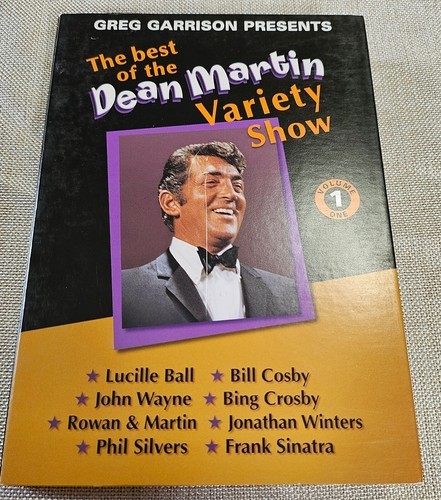 GREG GARRISON PRESENTS
The best
of the
Dean Martin
Variety
Show
VOLUME
1
ONE
★ Lucille Ball ★ Bill Cosby
★ John Wayne ★ Bing Crosby
★ Rowan & Martin ★ Jonathan Winters
★ Phil Silvers ★ Frank Sinatra